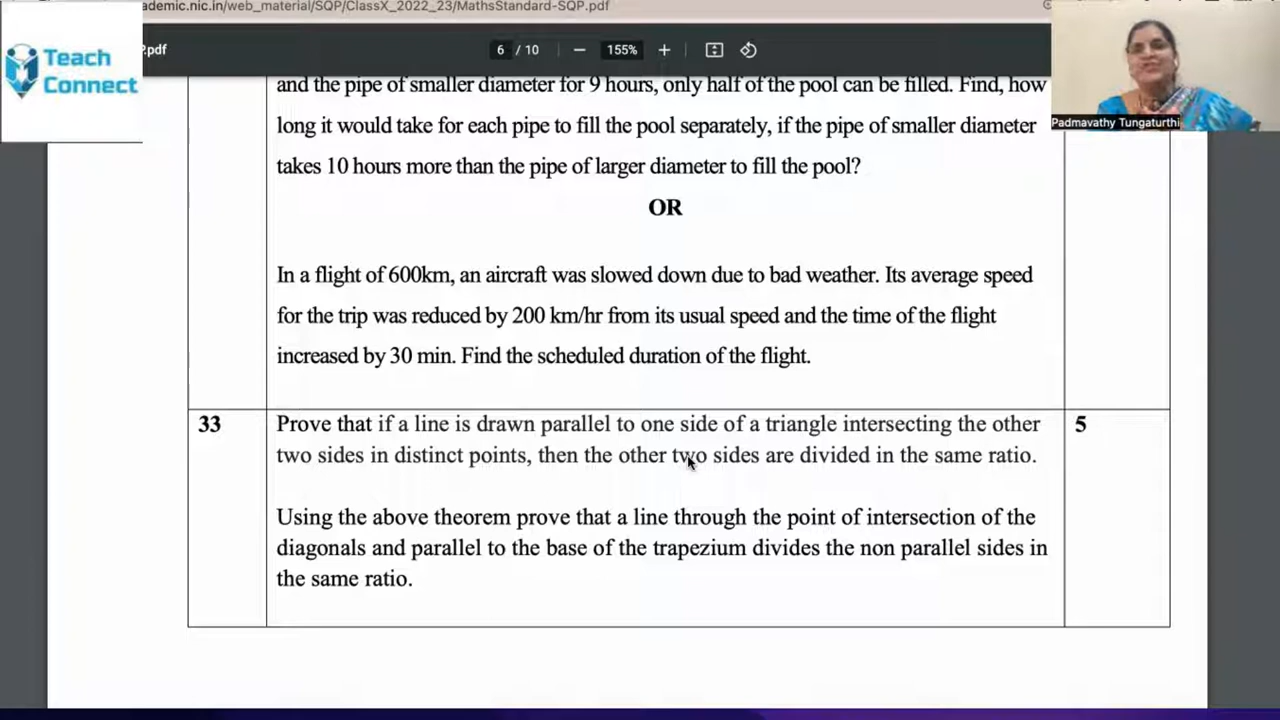 ademic.nic.in/web_material/SQP/ClassX_2022_23/MathsStandard-SQP.pdf
Teach
Connect
.pdf
6 / 10
155%
Padmavathy Tungaturthi
and the pipe of smaller diameter for 9 hours, only half of the pool can be filled. Find, how
long it would take for each pipe to fill the pool separately, if the pipe of smaller diameter
takes 10 hours more than the pipe of larger diameter to fill the pool?
OR
In a flight of 600km, an aircraft was slowed down due to bad weather. Its average speed
for the trip was reduced by 200 km/hr from its usual speed and the time of the flight
increased by 30 min. Find the scheduled duration of the flight.
33
Prove that if a line is drawn parallel to one side of a triangle intersecting the other
two sides in distinct points, then the other two sides are divided in the same ratio.
5
Using the above theorem prove that a line through the point of intersection of the
diagonals and parallel to the base of the trapezium divides the non parallel sides in
the same ratio.